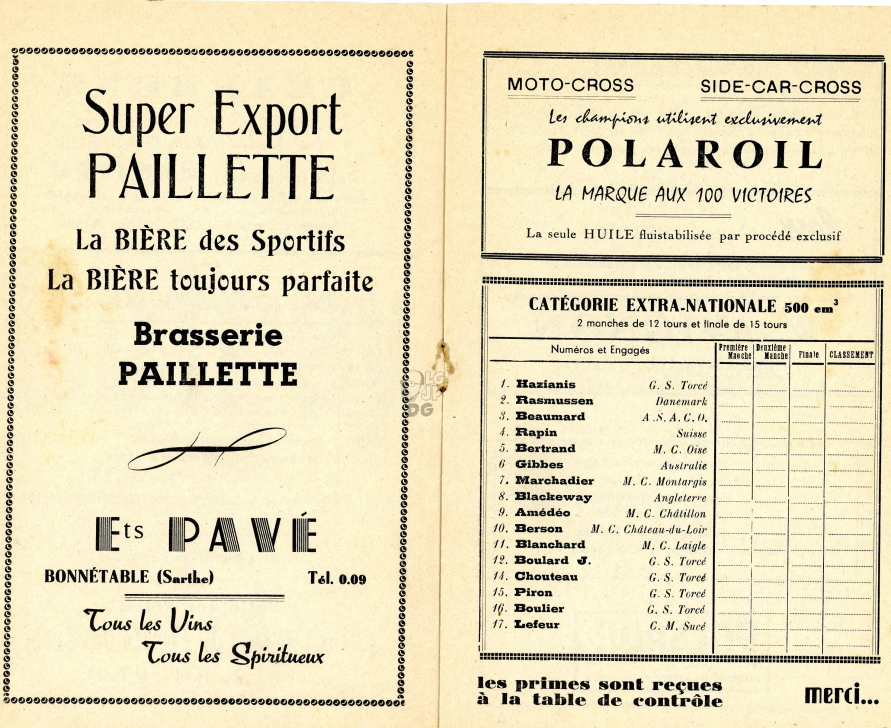 Super Export
PAILLETTE
La BIÈRE des Sportifs
La BIÈRE toujours parfaite
Brasserie
PAILLETTE
Ets PAVÉ
BONNÉTABLE (Sarthe) Tél. 0.09
Tous les Vins
Tous les Spiritueux
MOTO-CROSS SIDE-CAR-CROSS
Les champions utilisent exclusivement
POLAROIL
LA MARQUE AUX 100 VICTOIRES
La seule HUILE fluistabilisée par procédé exclusif
CATÉGORIE EXTRA-NATIONALE 500 cm³
2 manches de 12 tours et finale de 15 tours
Numéros et Engagés Première Manche Deuxième Manche Finale CLASSEMENT
1. Hazianis G. S. Torcé
2. Rasmussen Danemark
3. Beaumard A.S.A.C.O.
4. Rapin Suisse
5. Bertrand M. C. Oise
6 Gibbes Australie
7. Marchadier M. C. Montargis
8. Blackeway Angleterre
9. Amédéo M. C. Châtillon
10. Berson M. C. Château-du-Loir
11. Blanchard M. C. Laigle
12. Boulard J. G. S. Torcé
14. Chouteau G. S. Torcé
15. Piron G. S. Torcé
16. Boulier G. S. Torcé
17. Lefeur C. M. Sucé
les primes sont reçues
à la table de contrôle merci...